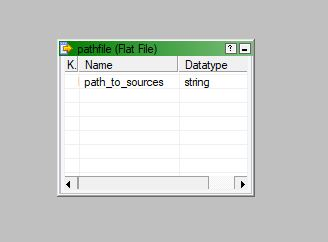 pathfile (Flat File)
K. Name Datatype
path_to_sources string